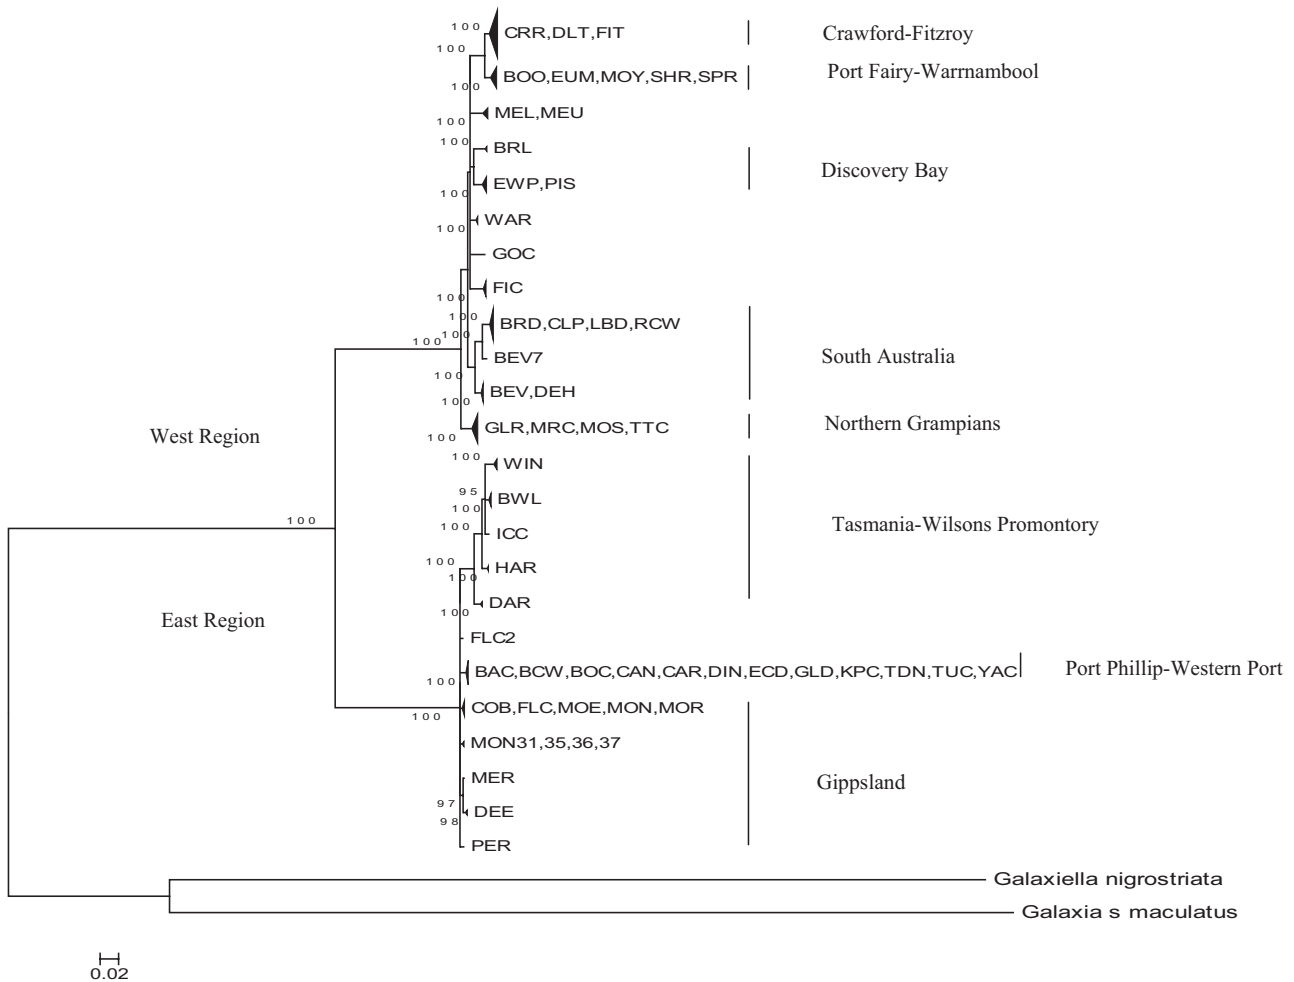 100
CRR,DLT,FIT
Crawford-Fitzroy
100
BOO,EUM,MOY,SHR,SPR
Port Fairy-Warrnambool
100
MEL,MEU
100
100
BRL
Discovery Bay
EWP,PIS
100
WAR
100
GOC
FIC
100
100
BRD,CLP,LBD,RCW
100
100
BEV7
South Australia
100
BEV,DEH
100
GLR,MRC,MOS,TTC
Northern Grampians
West Region
100
100
WIN
95
BWL
100
100
ICC
Tasmania-Wilsons Promontory
100
100
HAR
100
DAR
100
East Region
FLC2
BAC,BCW,BOC,CAN,CAR,DIN,ECD,GLD,KPC,TDN,TUC,YAC
Port Phillip-Western Port
100
COB,FLC,MOE,MON,MOR
100
MON31,35,36,37
MER
Gippsland
97
DEE
98
PER
Galaxiella nigrostriata
Galaxia s maculatus
0.02